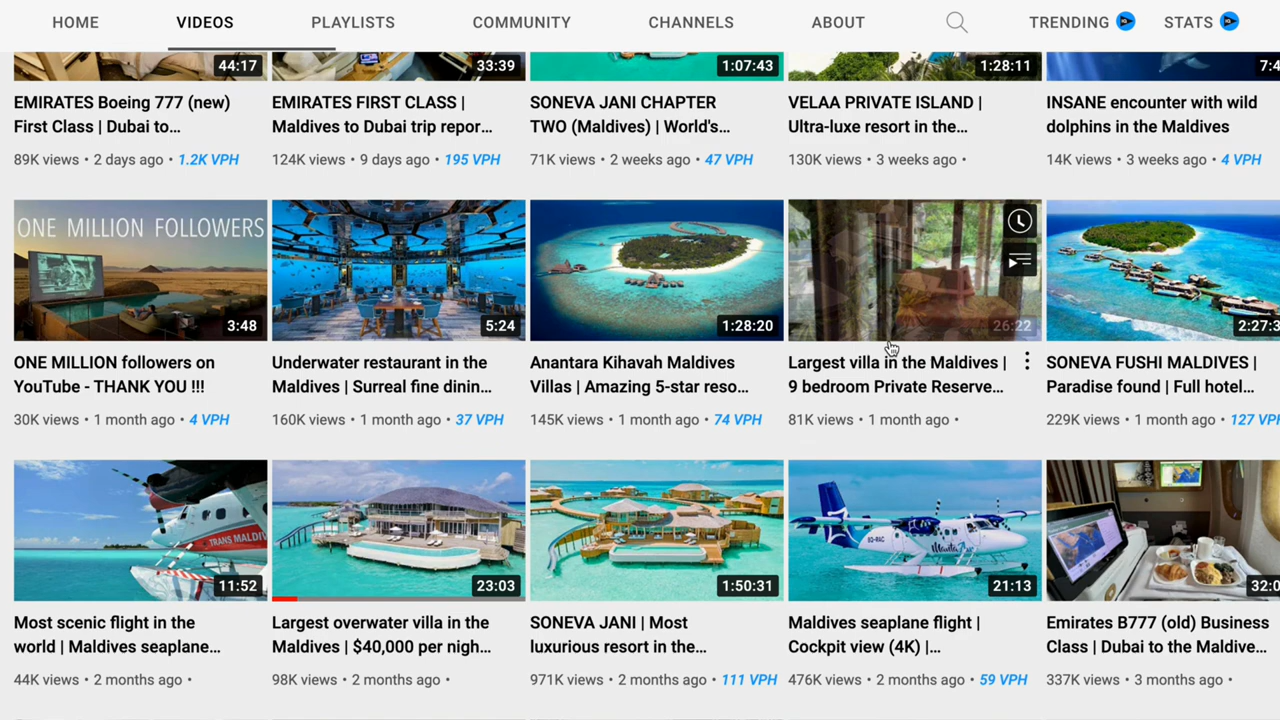 HOME VIDEOS PLAYLISTS COMMUNITY CHANNELS ABOUT TRENDING STATS
44:17 33:39 1:07:43 1:28:11 7:4
EMIRATES Boeing 777 (new)
First Class | Dubai to…
89K views • 2 days ago • 1.2K VPH
EMIRATES FIRST CLASS |
Maldives to Dubai trip repor…
124K views • 9 days ago • 195 VPH
SONEVA JANI CHAPTER
TWO (Maldives) | World's…
71K views • 2 weeks ago • 47 VPH
VELAA PRIVATE ISLAND |
Ultra-luxe resort in the…
130K views • 3 weeks ago •
INSANE encounter with wild
dolphins in the Maldives
14K views • 3 weeks ago • 4 VPH
ONE MILLION FOLLOWERS
3:48
ONE MILLION followers on
YouTube - THANK YOU !!!
30K views • 1 month ago • 4 VPH
5:24
Underwater restaurant in the
Maldives | Surreal fine dinin…
160K views • 1 month ago • 37 VPH
1:28:20
Anantara Kihavah Maldives
Villas | Amazing 5-star reso…
145K views • 1 month ago • 74 VPH
26:22
Largest villa in the Maldives |
9 bedroom Private Reserve…
81K views • 1 month ago •
2:27:3
SONEVA FUSHI MALDIVES |
Paradise found | Full hotel…
229K views • 1 month ago • 127 VPH
TRANS MALDIV
11:52
Most scenic flight in the
world | Maldives seaplane…
44K views • 2 months ago •
23:03
Largest overwater villa in the
Maldives | $40,000 per nigh…
98K views • 2 months ago •
1:50:31
SONEVA JANI | Most
luxurious resort in the…
971K views • 2 months ago • 111 VPH
21:13
Maldives seaplane flight |
Cockpit view (4K) |…
476K views • 2 months ago • 59 VPH
32:0
Emirates B777 (old) Business
Class | Dubai to the Maldive…
337K views • 3 months ago •